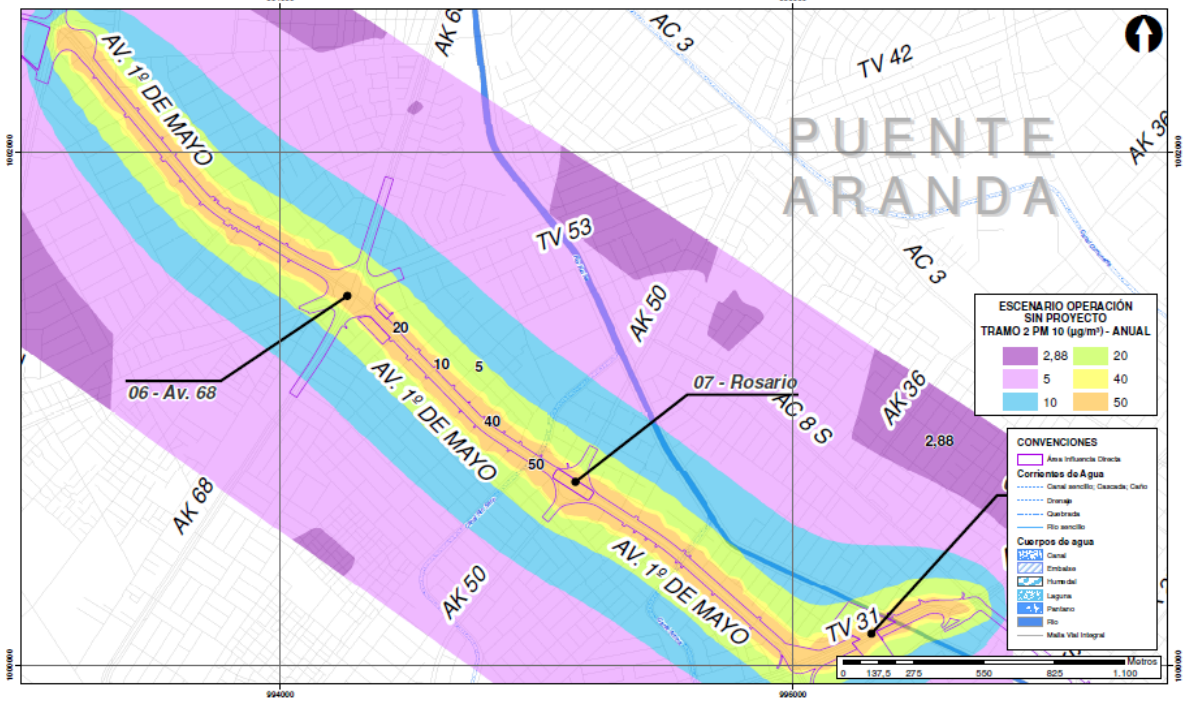 AK 68
AC 3
TV 42
AV. 1º DE MAYO
AK 36
PUENTE
ARANDA
1002000
1002000
TV 53
AC 3
AK 50
20
10
5
06 - Av. 68
AV. 1º DE MAYO
40
50
07 - Rosario
AC 8 S
AK 36
2,88
AK 68
AK 50
AV. 1º DE MAYO
TV 31
ESCENARIO OPERACIÓN
SIN PROYECTO
TRAMO 2 PM 10 (µg/m³) - ANUAL
2,88 20
5 40
10 50
CONVENCIONES
Área Influencia Directa
Corrientes de Agua
Canal sencillo; Cascada; Caño
Drenaje
Quebrada
Río sencillo
Cuerpos de agua
Canal
Embalse
Humedal
Laguna
Pantano
Río
Malla Vial Integral
Metros
0 137,5 275 550 825 1.100
1000000
1000000
994000
996000